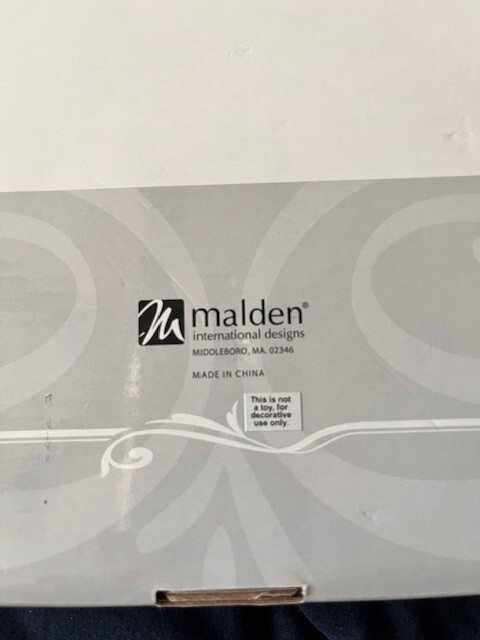 malden®
international designs
MIDDLEBORO, MA. 02346
MADE IN CHINA
This is not
a toy, for
decorative
use only.